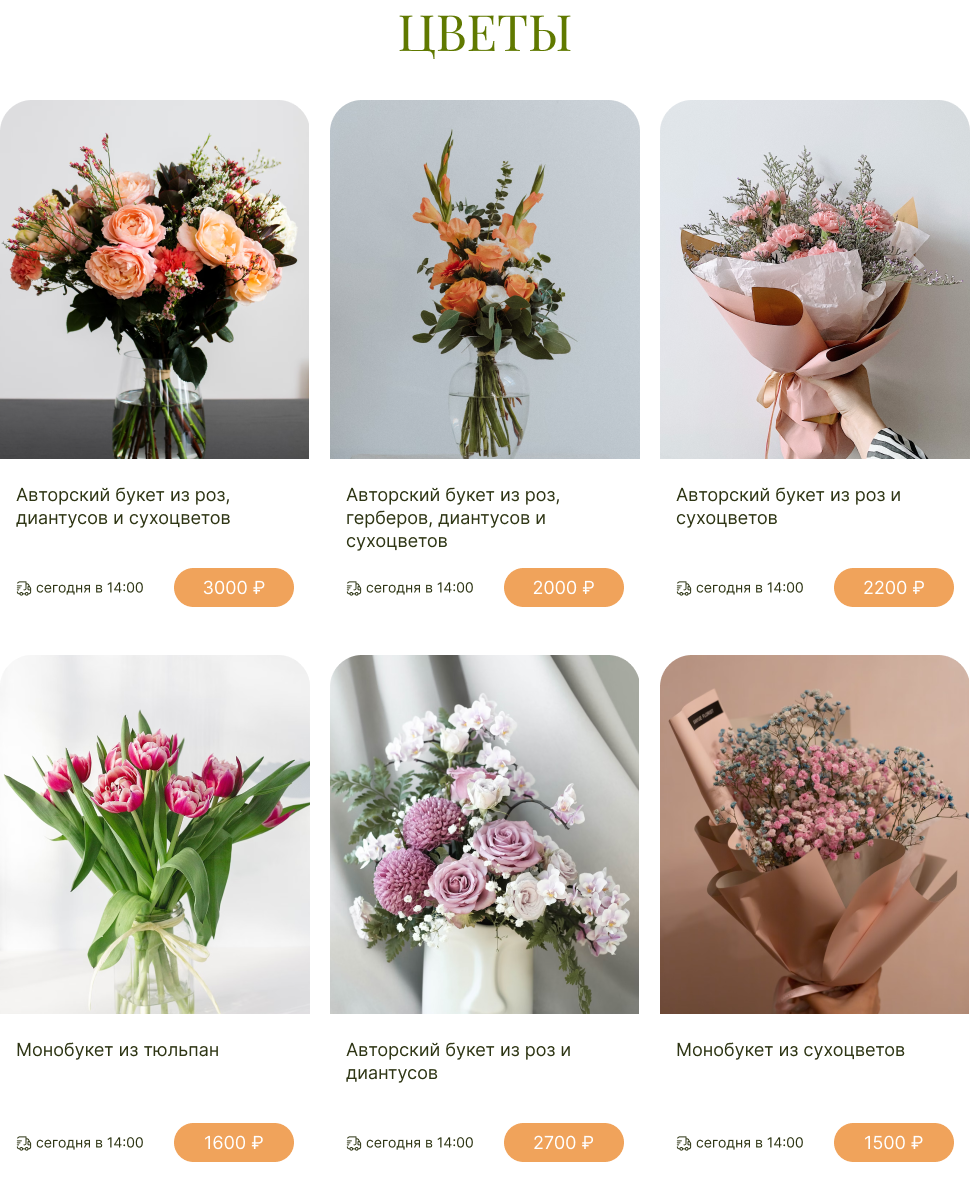 ЦВЕТЫ
Авторский букет из роз,
диантусов и сухоцветов
сегодня в 14:00
3000 ₽
Авторский букет из роз,
герберов, диантусов и
сухоцветов
сегодня в 14:00
2000 ₽
Авторский букет из роз и
сухоцветов
сегодня в 14:00
2200 ₽
Монобукет из тюльпан
сегодня в 14:00
1600 ₽
Авторский букет из роз и
диантусов
сегодня в 14:00
2700 ₽
Монобукет из сухоцветов
сегодня в 14:00
1500 ₽